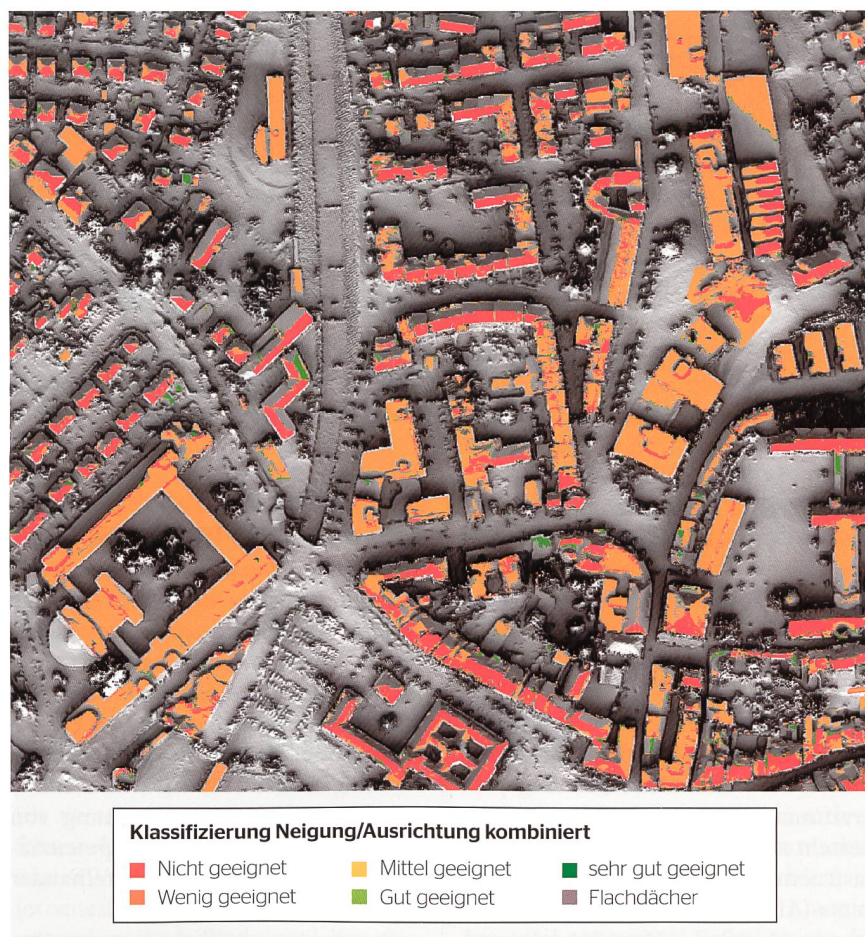 Klassifizierung Neigung/Ausrichtung kombiniert
Nicht geeignet
Mittel geeignet
sehr gut geeignet
Wenig geeignet
Gut geeignet
Flachdächer